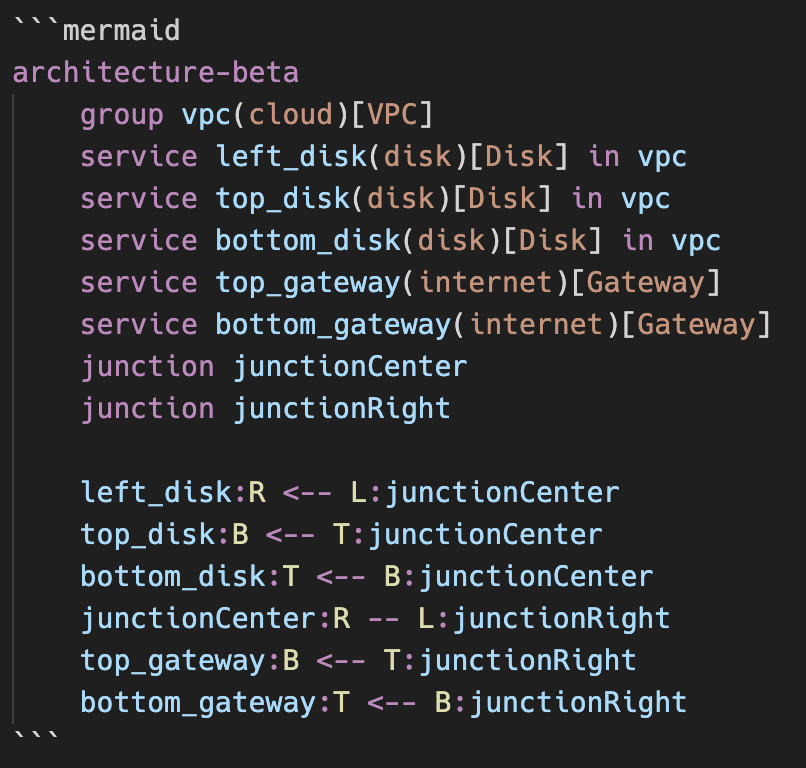 ```mermaid
architecture-beta
    group vpc(cloud)[VPC]
    service left_disk(disk)[Disk] in vpc
    service top_disk(disk)[Disk] in vpc
    service bottom_disk(disk)[Disk] in vpc
    service top_gateway(internet)[Gateway]
    service bottom_gateway(internet)[Gateway]
    junction junctionCenter
    junction junctionRight

    left_disk:R <-- L:junctionCenter
    top_disk:B <-- T:junctionCenter
    bottom_disk:T <-- B:junctionCenter
    junctionCenter:R -- L:junctionRight
    top_gateway:B <-- T:junctionRight
    bottom_gateway:T <-- B:junctionRight
```